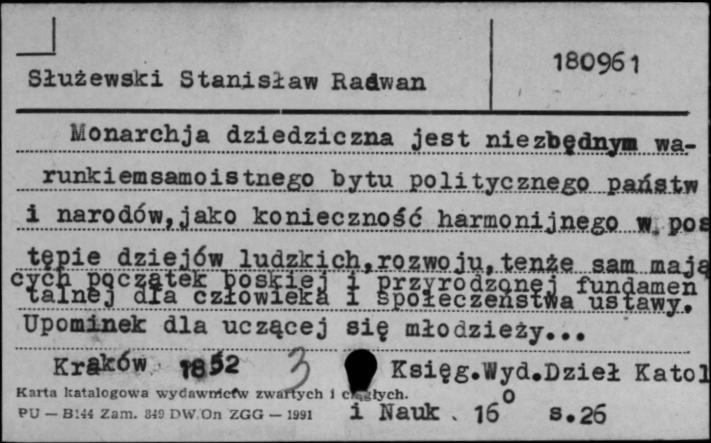 180961
Służewski Stanisław Radwan
Monarchja dziedziczna jest niezbędnym wa-
runkiemsamoistnego bytu politycznego państw
i narodów,jako konieczność harmonijnego w pos
tępie dziejów ludzkich,rozwoju,tenże sam mają
cych początek boskiej i przyrodzonej fundamen
talnej dla człowieka i społeczeństwa ustawy.
Upominek dla uczącej się młodzieży...
Kraków 1852 3 Księg.Wyd.Dzieł Katol
i Nauk . 16° s.26
Karta katalogowa wydawnictw zwartych i ciągłych.
PU — B144 Zam. 849 DW.On ZGG — 1991